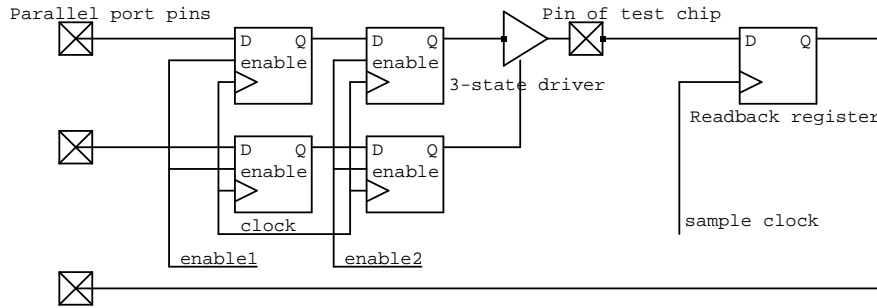 Parallel port pins
Pin of test chip
D Q
D Q
D Q
enable
enable
3-state driver
Readback register
D Q
D Q
enable
enable
clock
sample clock
enable1
enable2